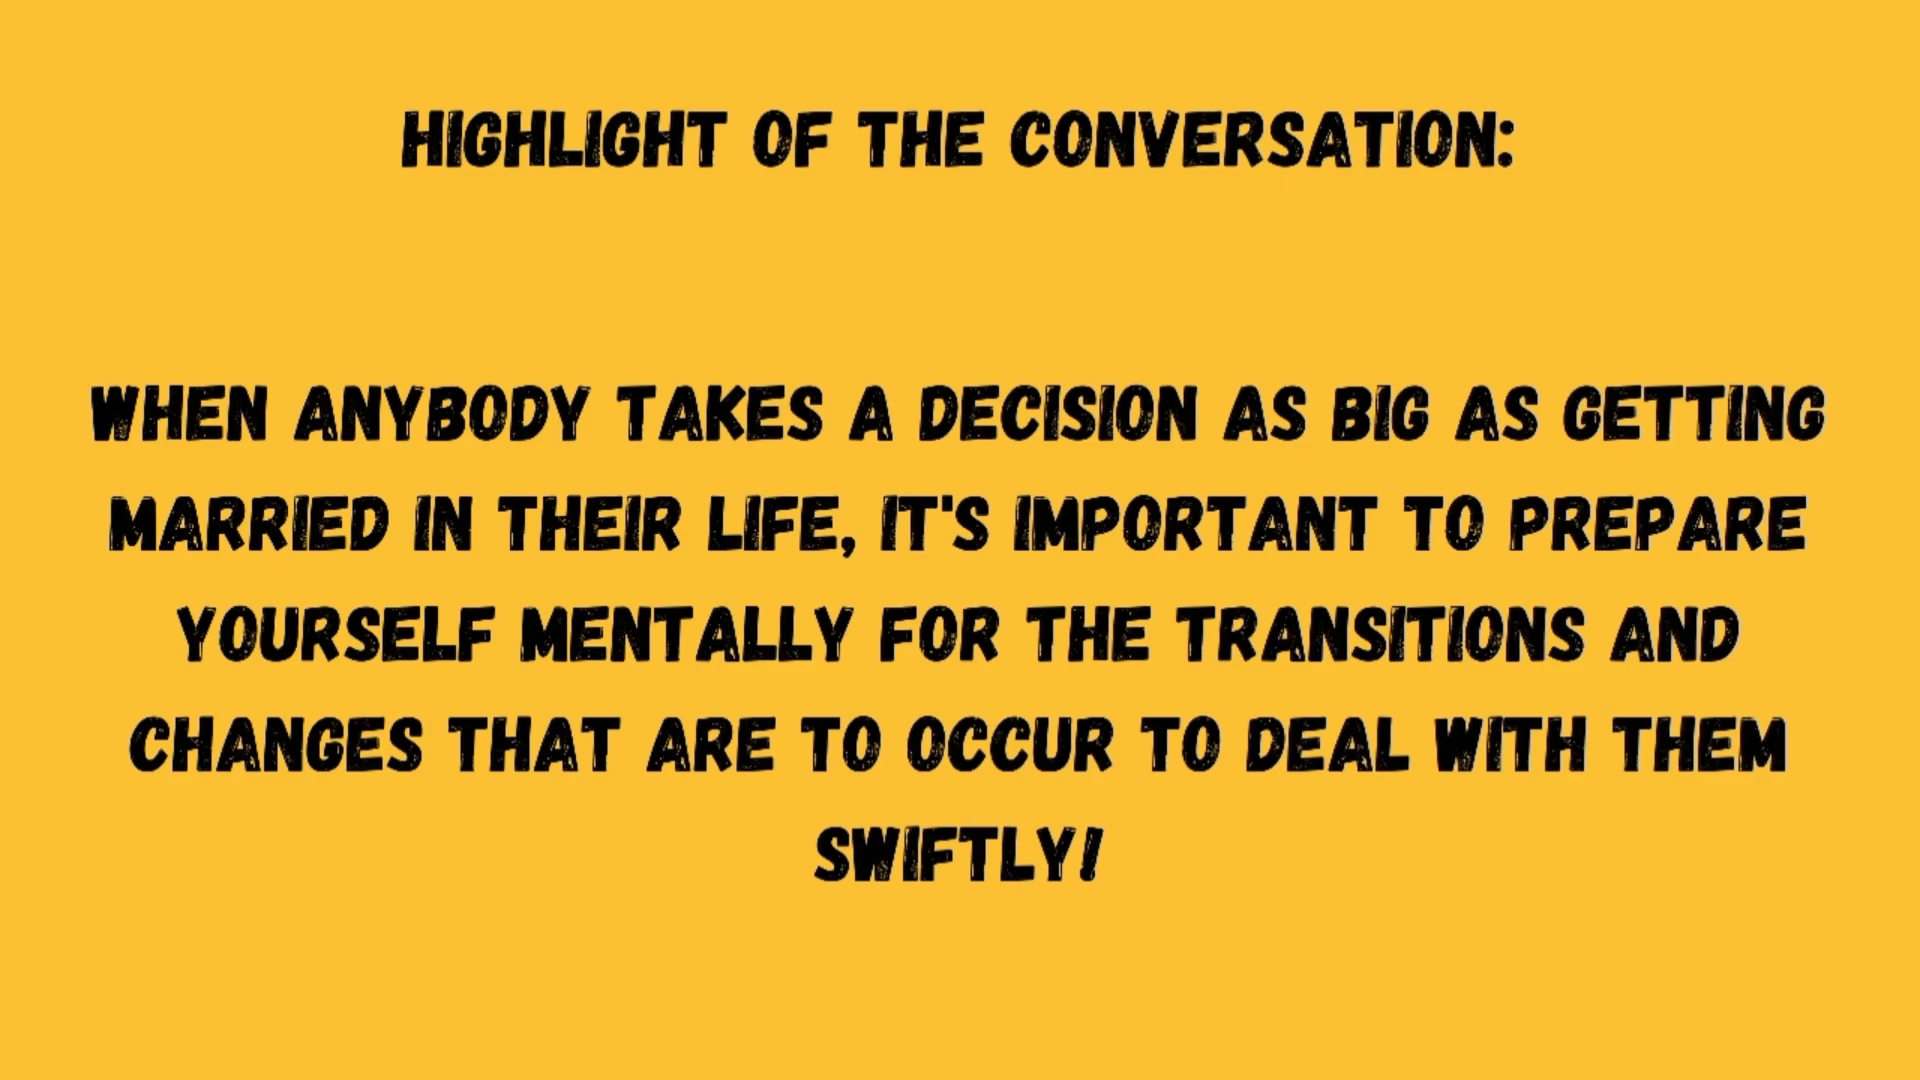 HIGHLIGHT OF THE CONVERSATION:
WHEN ANYBODY TAKES A DECISION AS BIG AS GETTING
MARRIED IN THEIR LIFE, IT'S IMPORTANT TO PREPARE
YOURSELF MENTALLY FOR THE TRANSITIONS AND
CHANGES THAT ARE TO OCCUR TO DEAL WITH THEM
SWIFTLY!